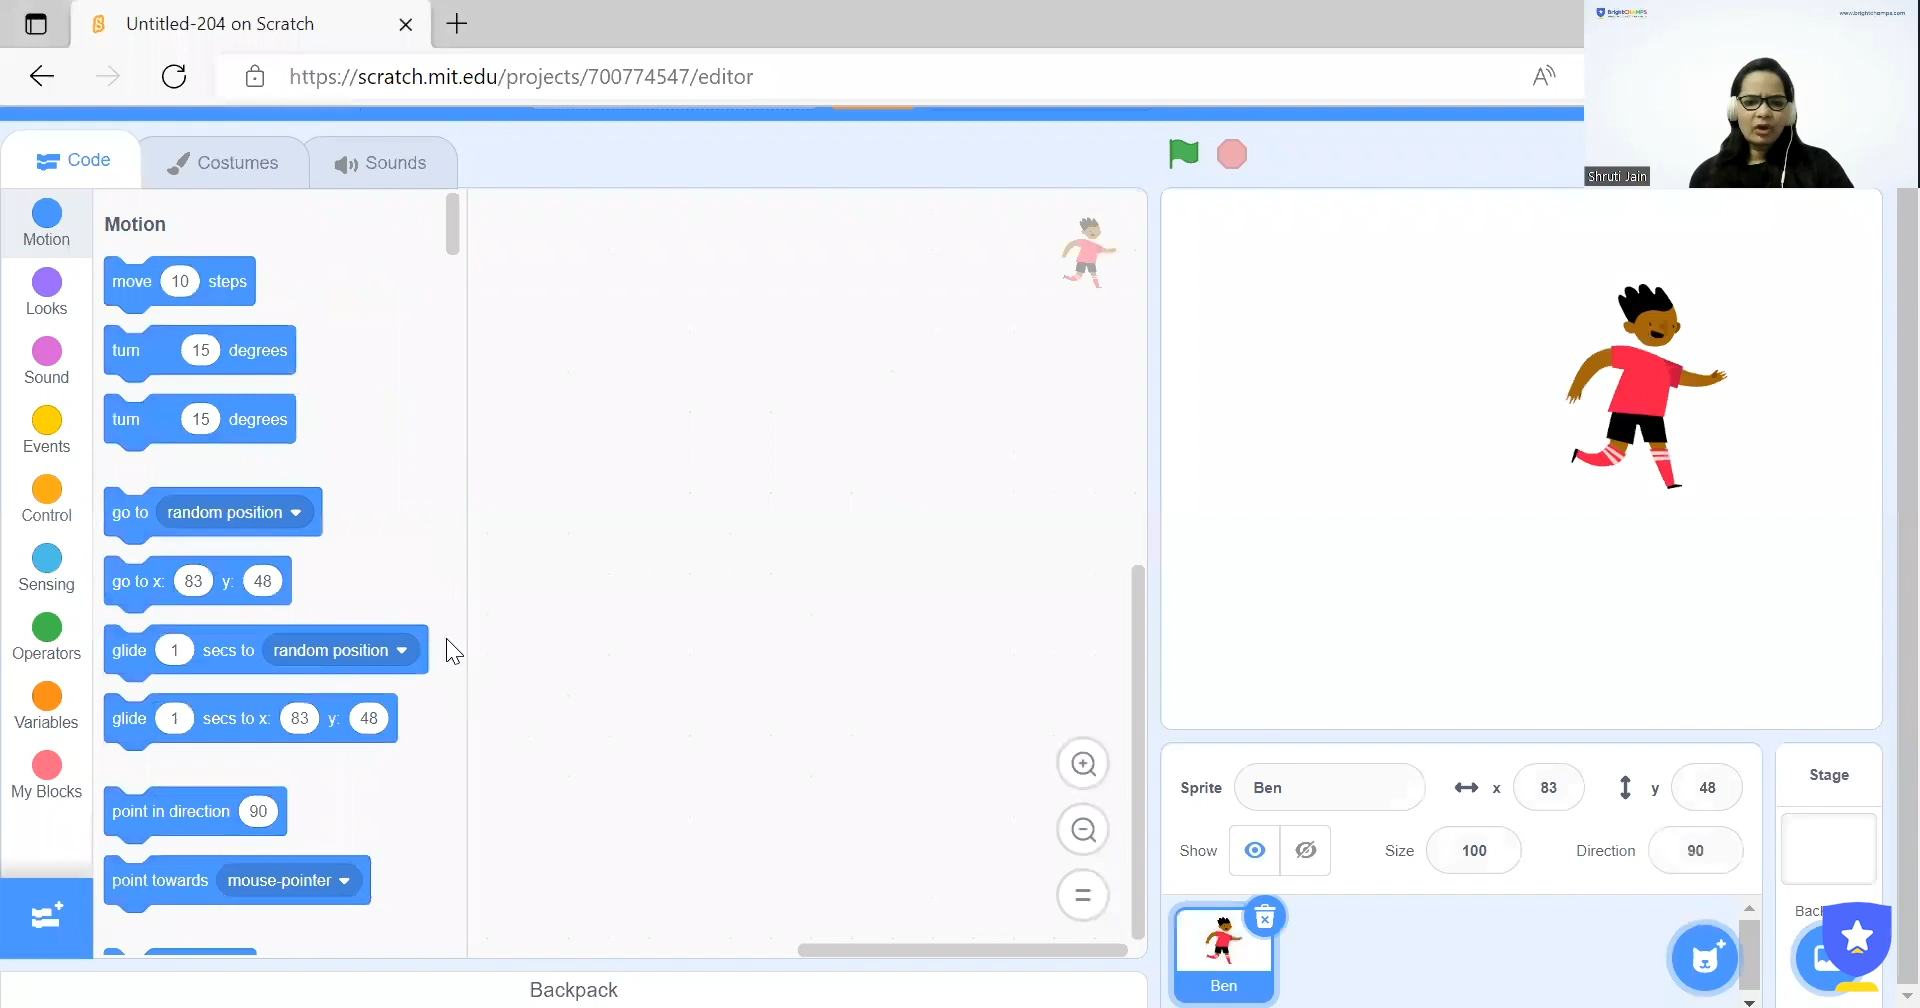 Untitled-204 on Scratch
https://scratch.mit.edu/projects/700774547/editor
BrightCHAMPS
www.brightchamps.com
Shruti Jain
Code
Costumes
Sounds
Motion
Looks
Sound
Events
Control
Sensing
Operators
Variables
My Blocks
Motion
move 10 steps
turn 15 degrees
turn 15 degrees
go to random position
go to x: 83 y: 48
glide 1 secs to random position
glide 1 secs to x: 83 y: 48
point in direction 90
point towards mouse-pointer
Backpack
Sprite Ben x 83 y 48
Show Size 100 Direction 90
Ben
Stage